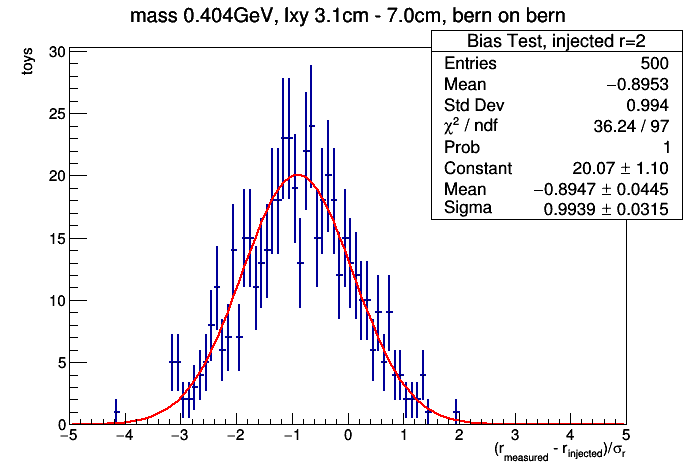 mass 0.404GeV, lxy 3.1cm - 7.0cm, bern on bern
Bias Test, injected r=2
Entries 500
Mean −0.8953
Std Dev 0.994
χ² / ndf 36.24 / 97
Prob 1
Constant 20.07 ± 1.10
Mean −0.8947 ± 0.0445
Sigma 0.9939 ± 0.0315
toys
30
25
20
15
10
5
0
−5 −4 −3 −2 −1 0 1 2 3 4 5
(r_measured - r_injected)/σ_r